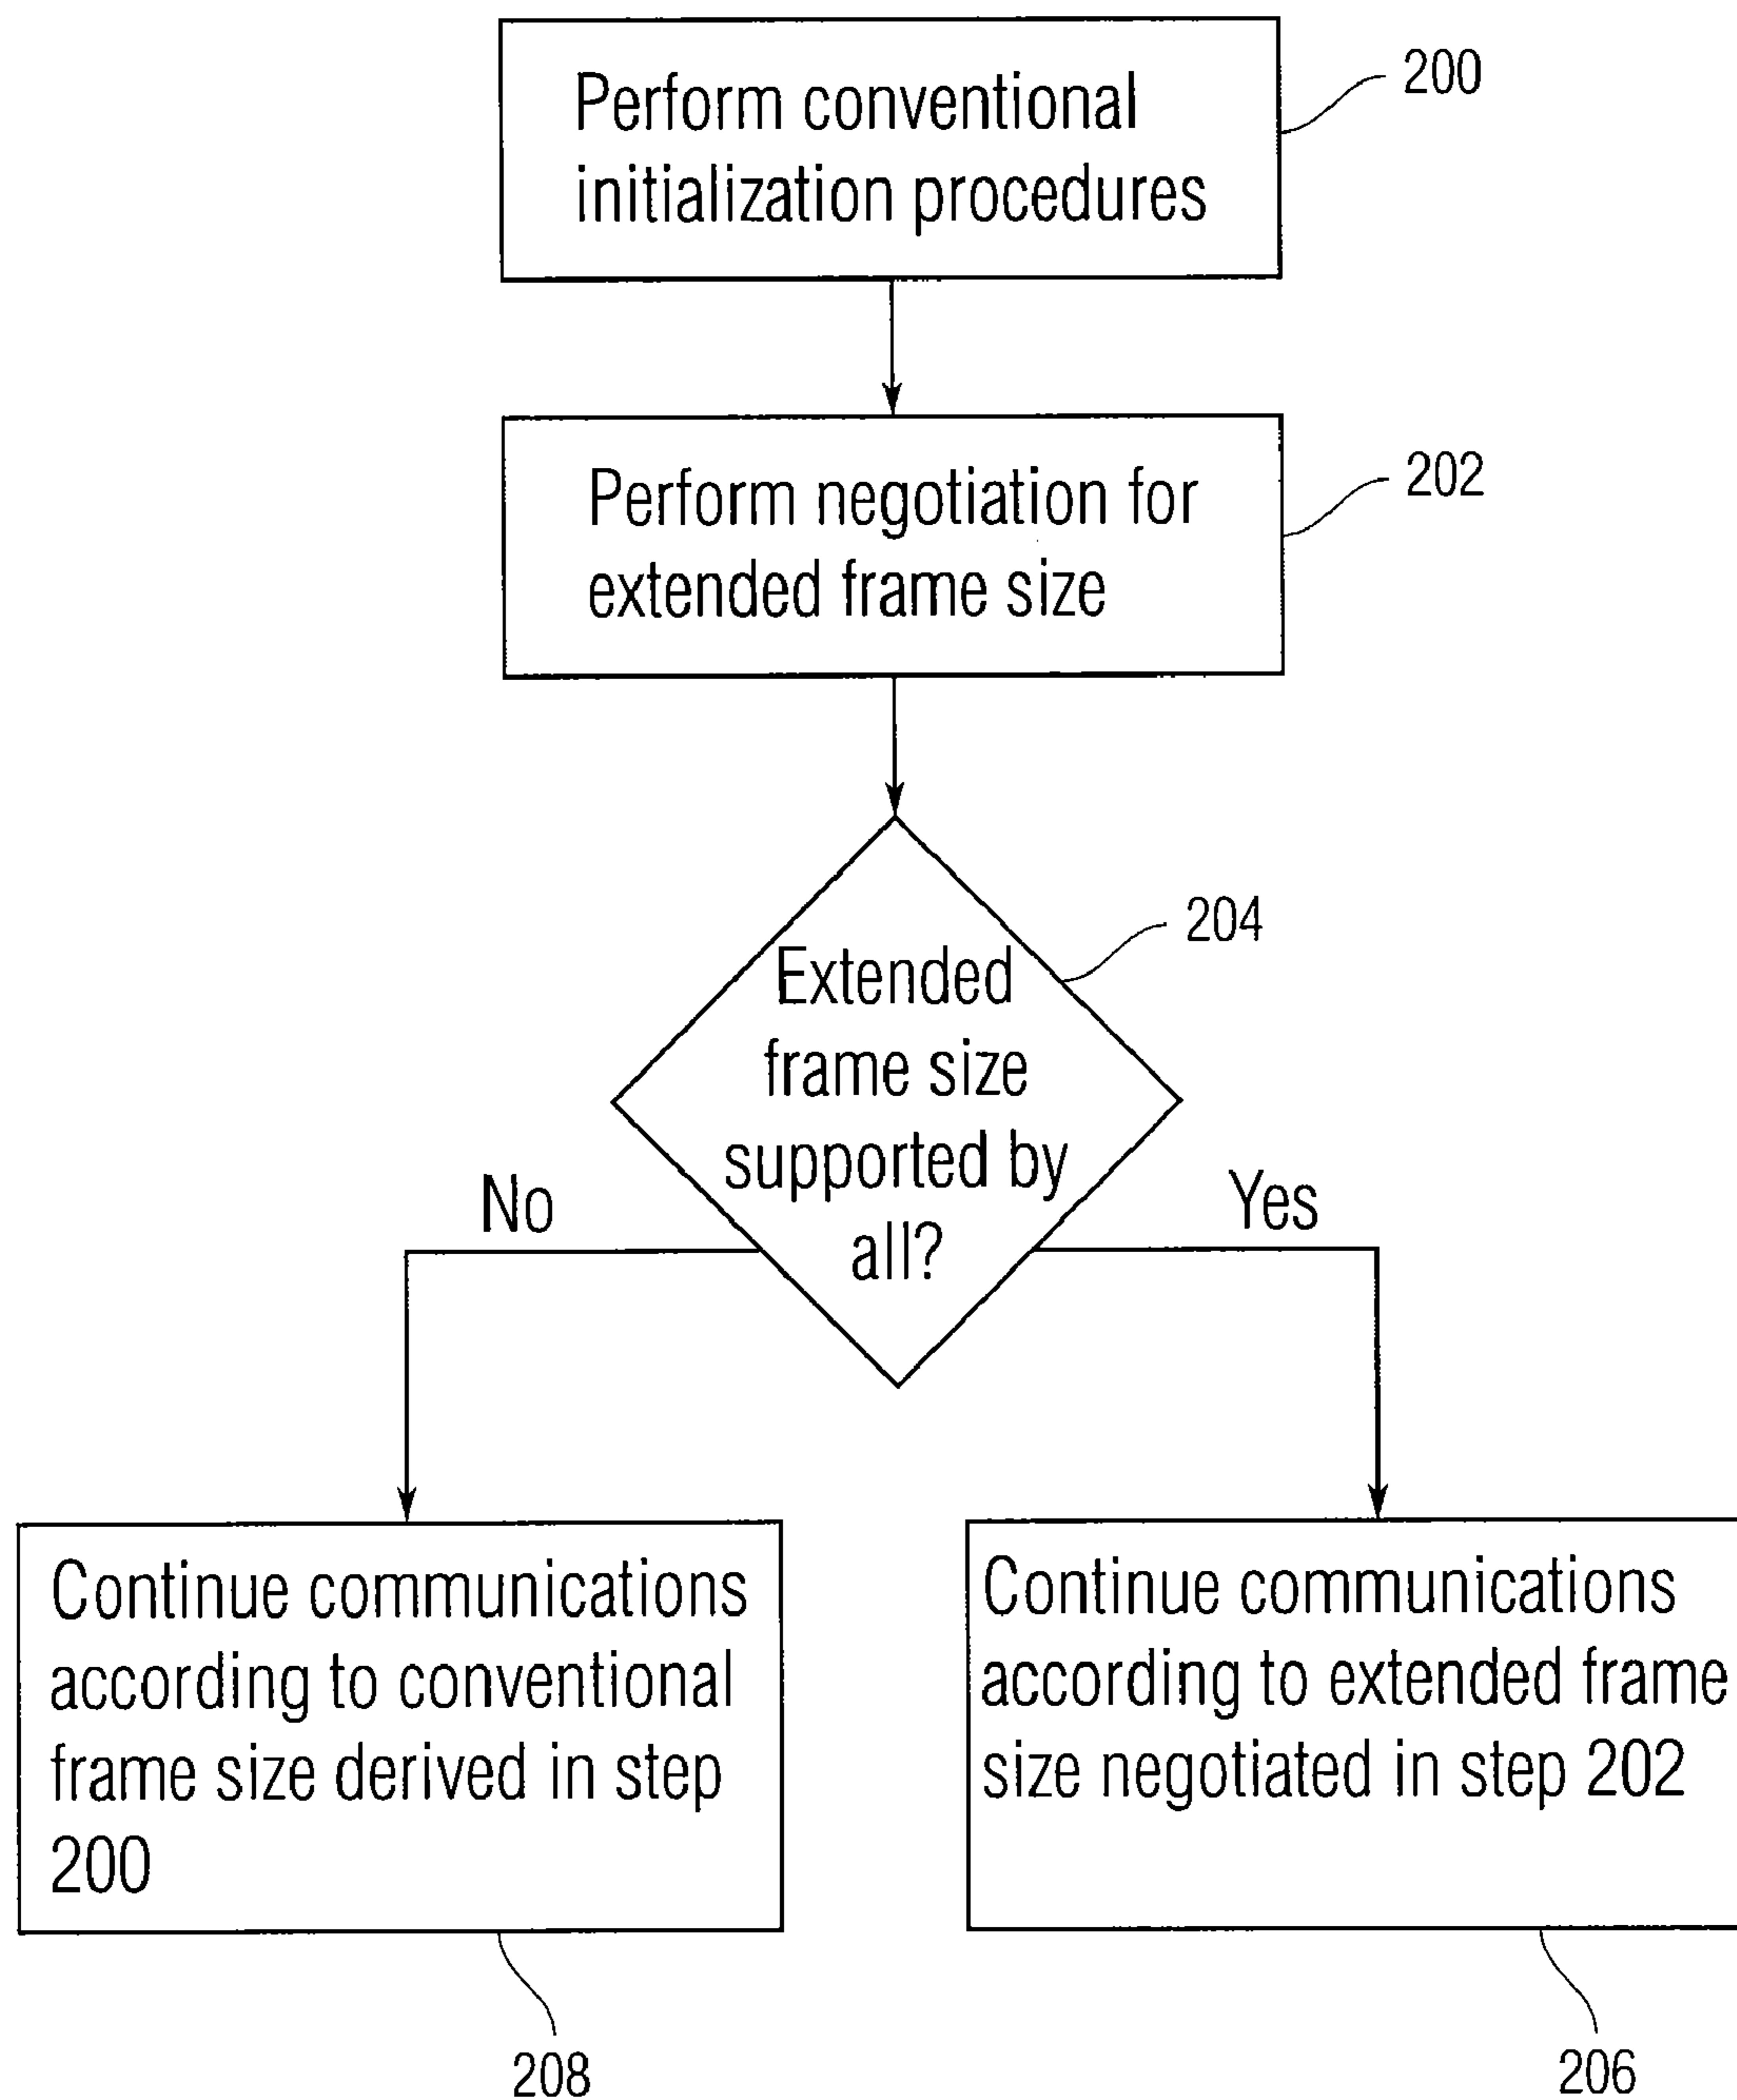 Perform conventional
initialization procedures
200
Perform negotiation for
extended frame size
202
204
Extended
frame size
supported by
all?
No
Yes
Continue communications
according to conventional
frame size derived in step
200
Continue communications
according to extended frame
size negotiated in step 202
208
206